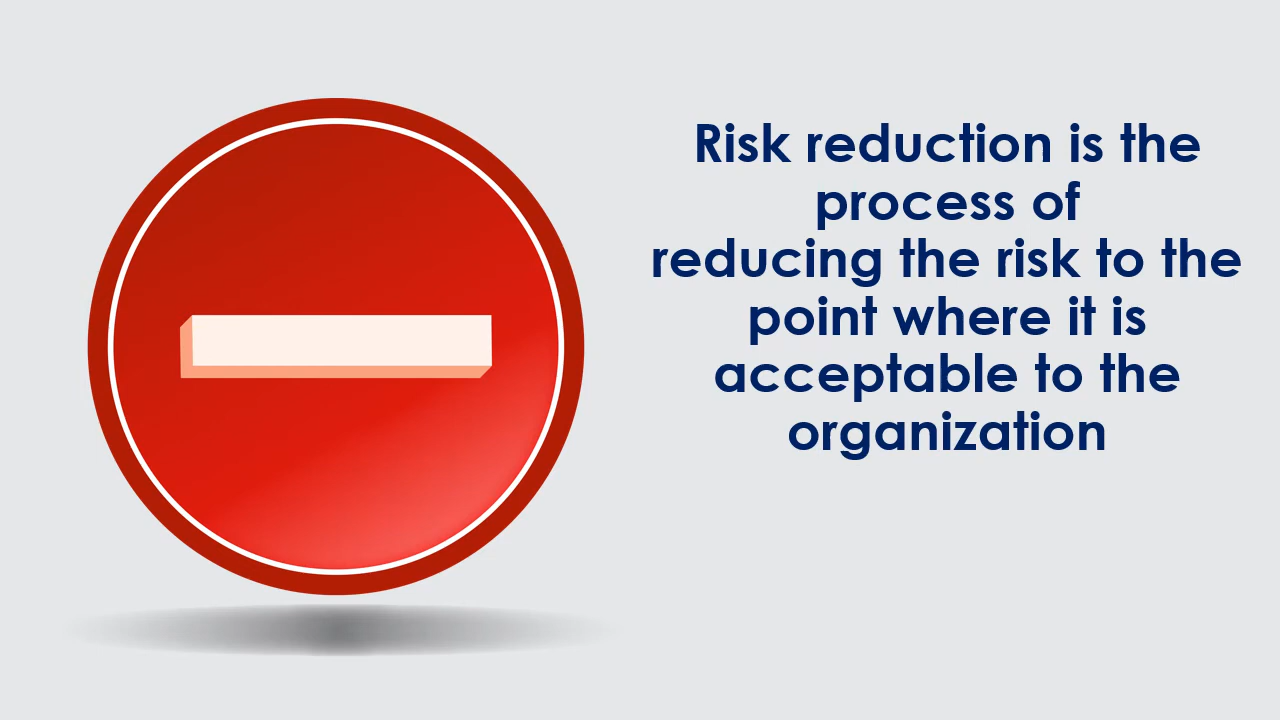 Risk reduction is the
process of
reducing the risk to the
point where it is
acceptable to the
organization